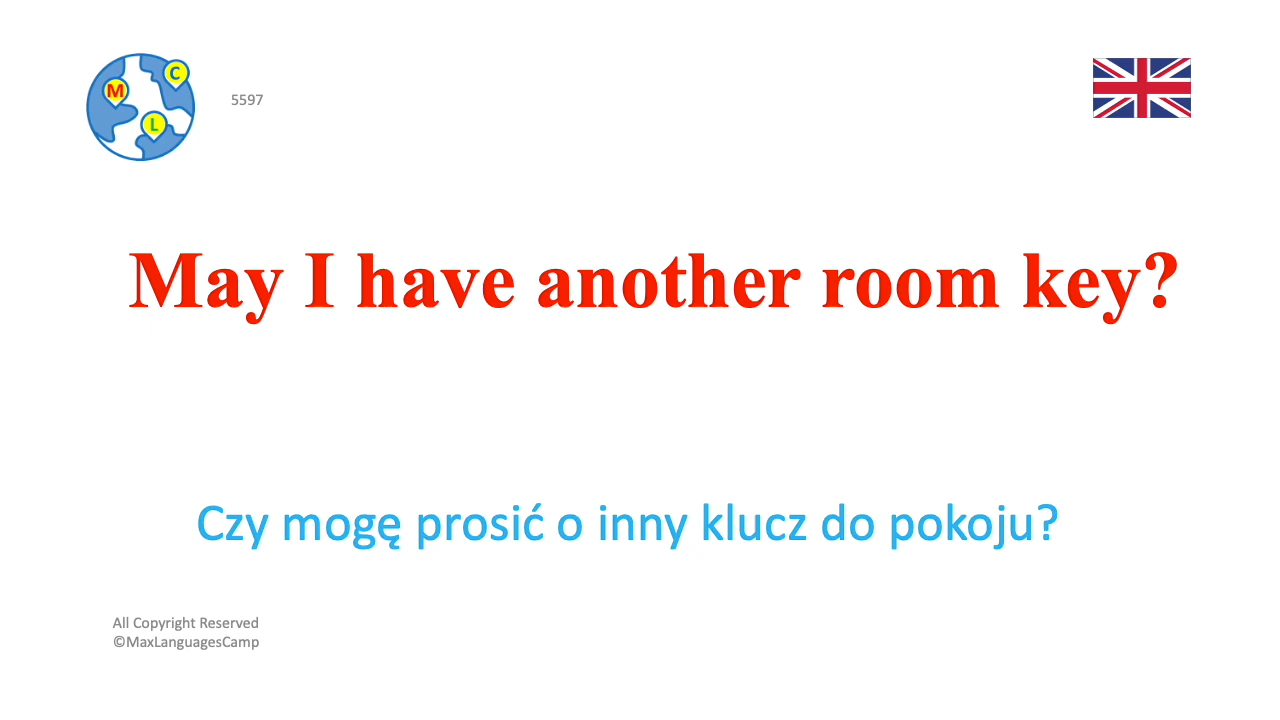 M
C
L
5597
May I have another room key?
Czy mogę prosić o inny klucz do pokoju?
All Copyright Reserved
©MaxLanguagesCamp